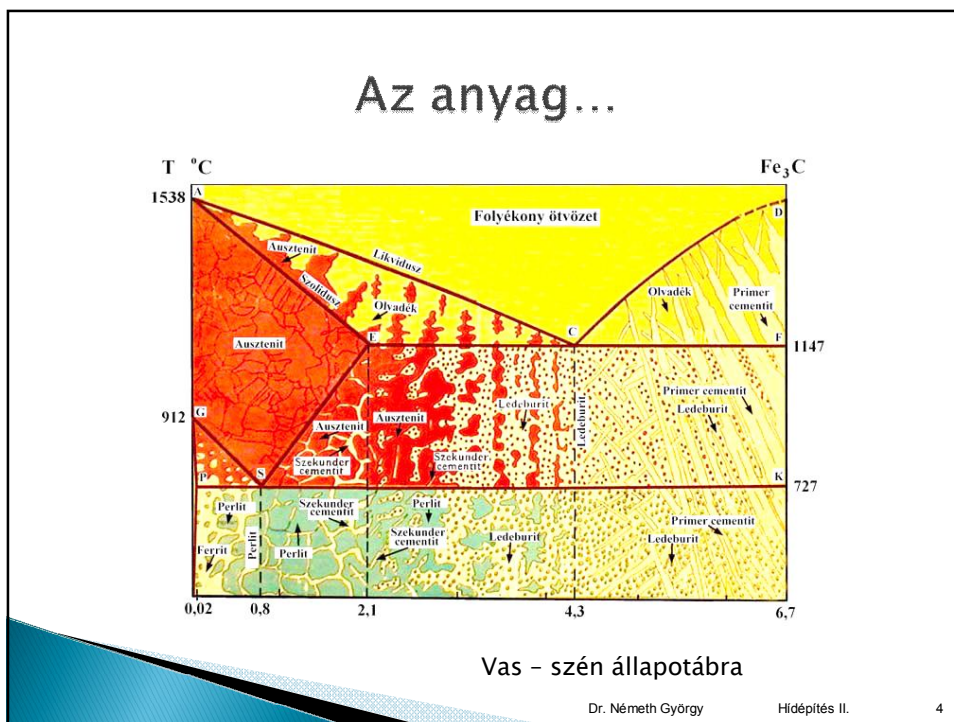 Az anyag...
T °C
Fe₃C
1538
A
D
Folyékony ötvözet
Ausztenit
Likvidusz
Szolidusz
Olvadék
Olvadék
Primer
cementit
E
C
F
1147
Ausztenit
Primer cementit
Ledeburit
Ledeburit
Ledeburit
912
G
Ausztenit
Ausztenit
Szekunder
cementit
Szekunder
cementit
P
S
K
727
Perlit
Szekunder
cementit
Perlit
Primer cementit
Ferrit
Perlit
Perlit
Szekunder
cementit
Ledeburit
Ledeburit
0,02
0,8
2,1
4,3
6,7
Vas – szén állapotábra
Dr. Németh György
Hídépítés II.
4